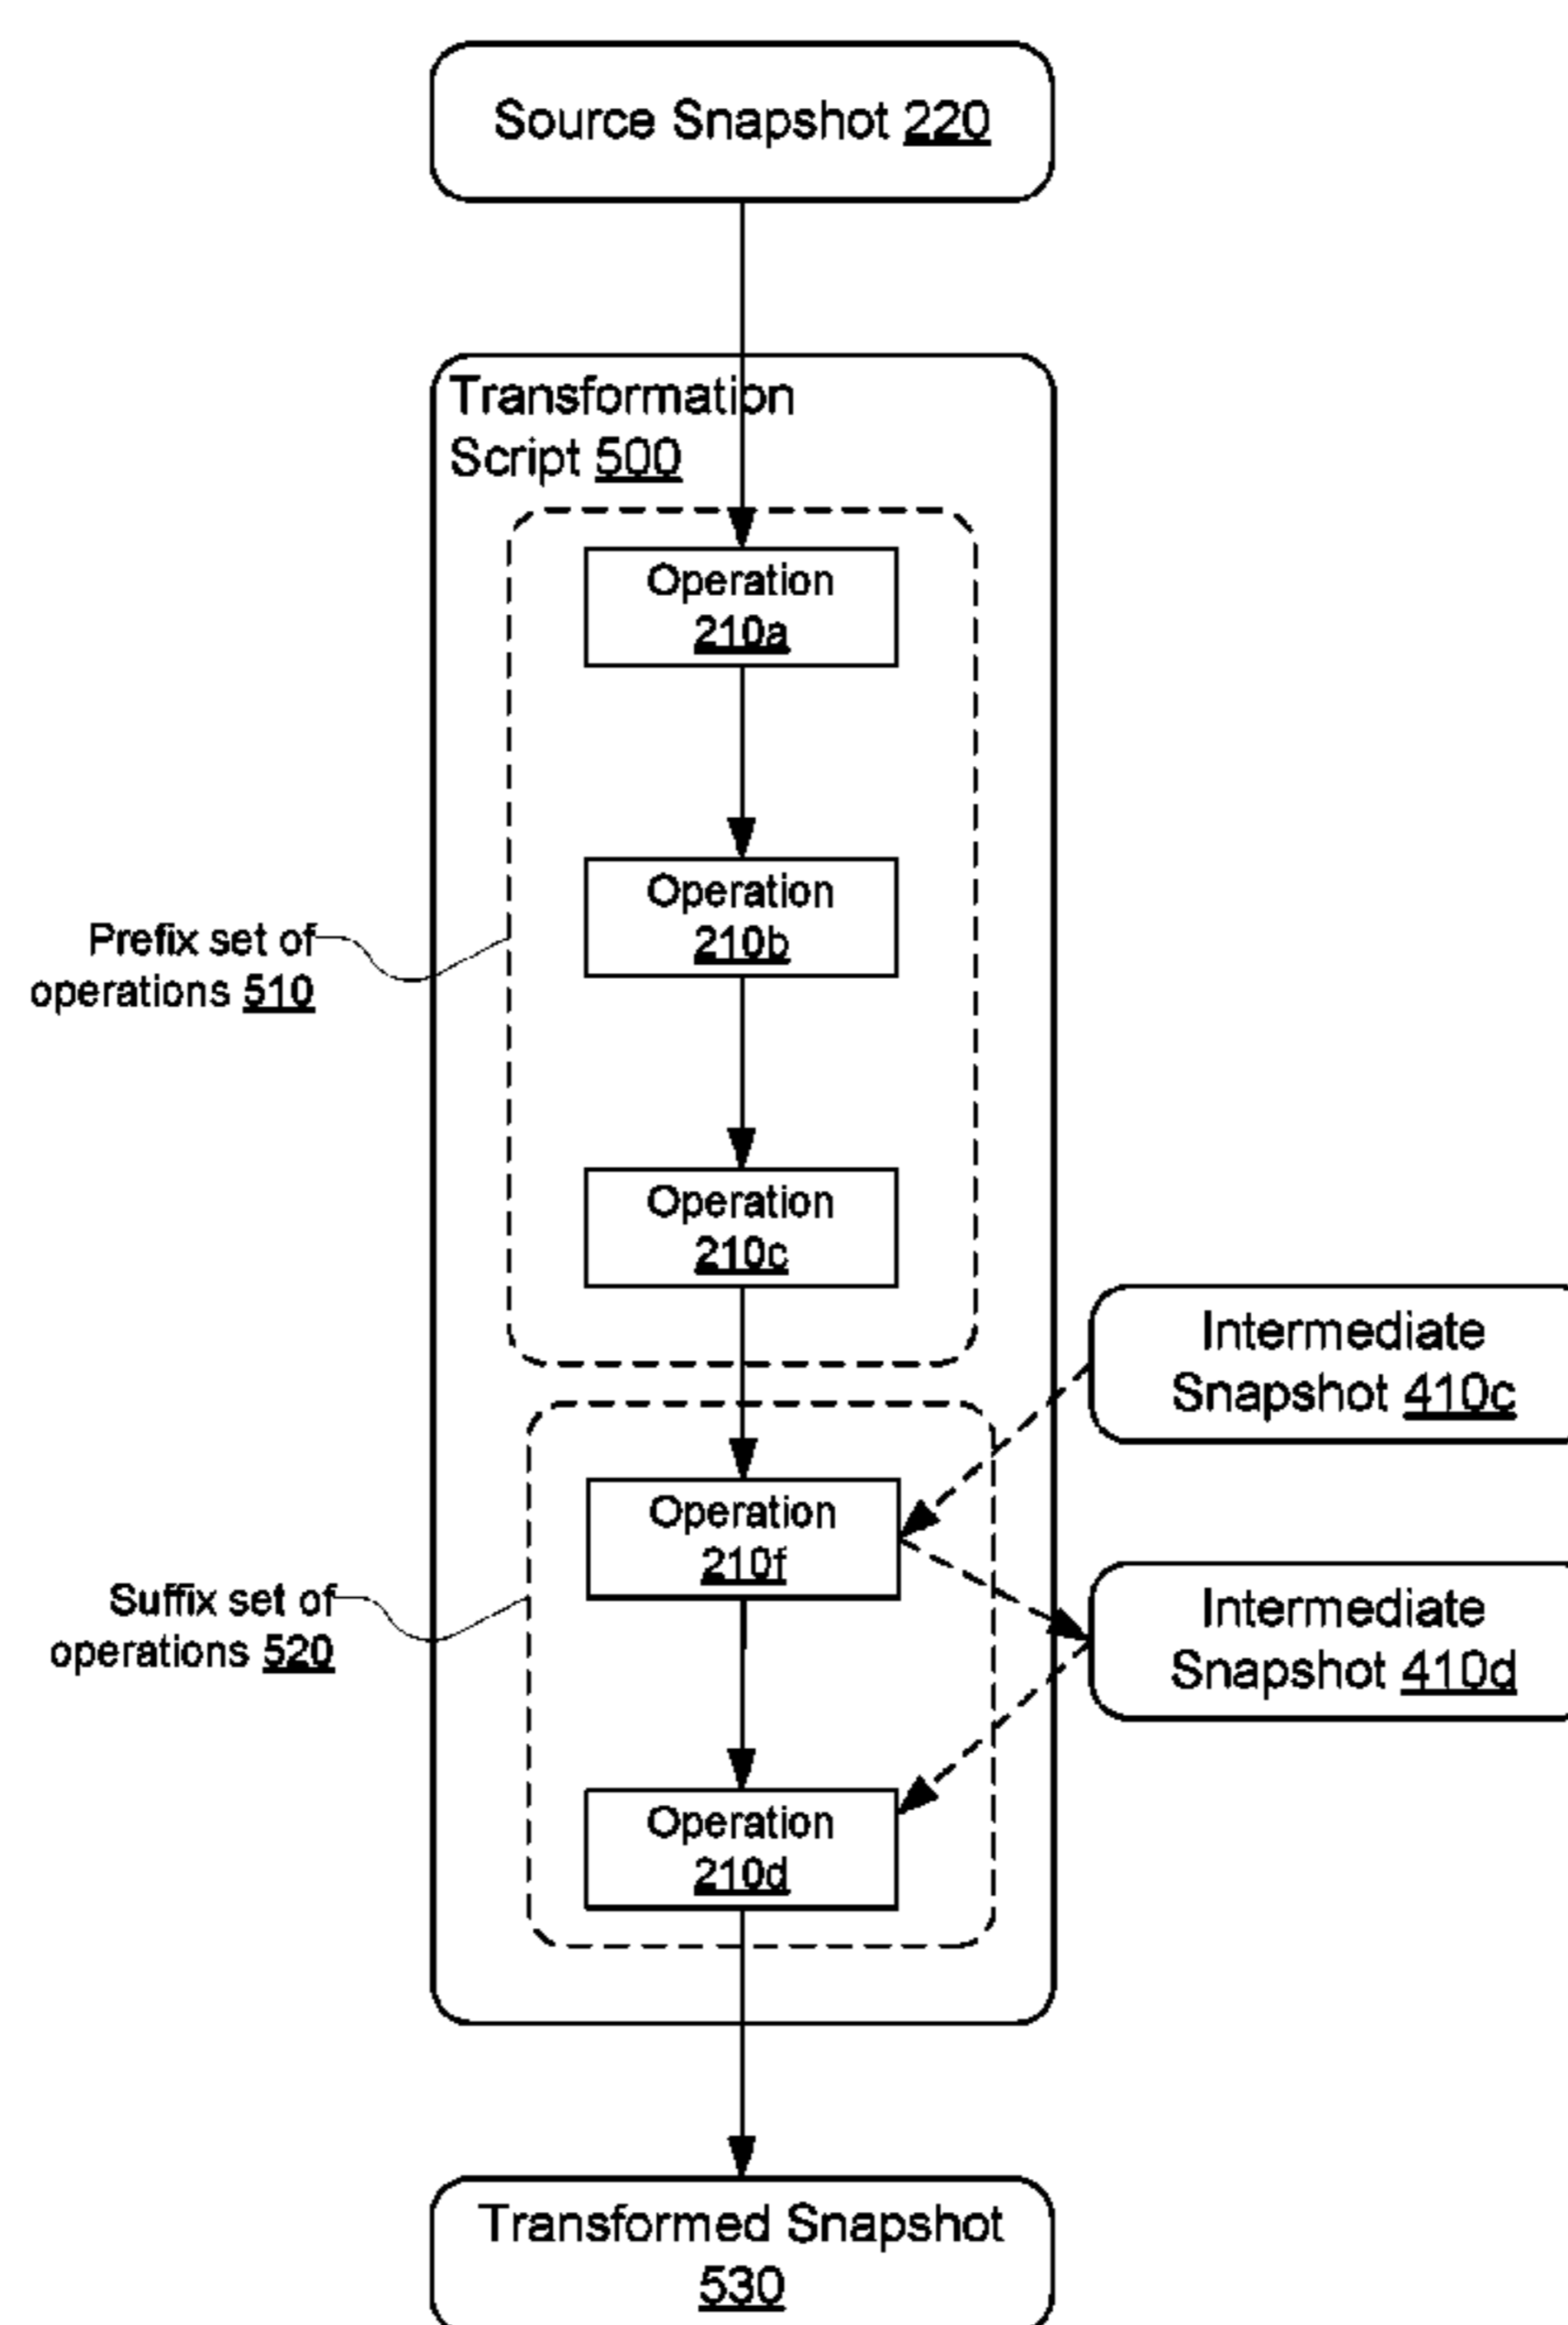 Source Snapshot 220
Transformation
Script 500
Operation
210a
Operation
210b
Prefix set of
operations 510
Operation
210c
Intermediate
Snapshot 410c
Operation
210f
Suffix set of
operations 520
Intermediate
Snapshot 410d
Operation
210d
Transformed Snapshot
530